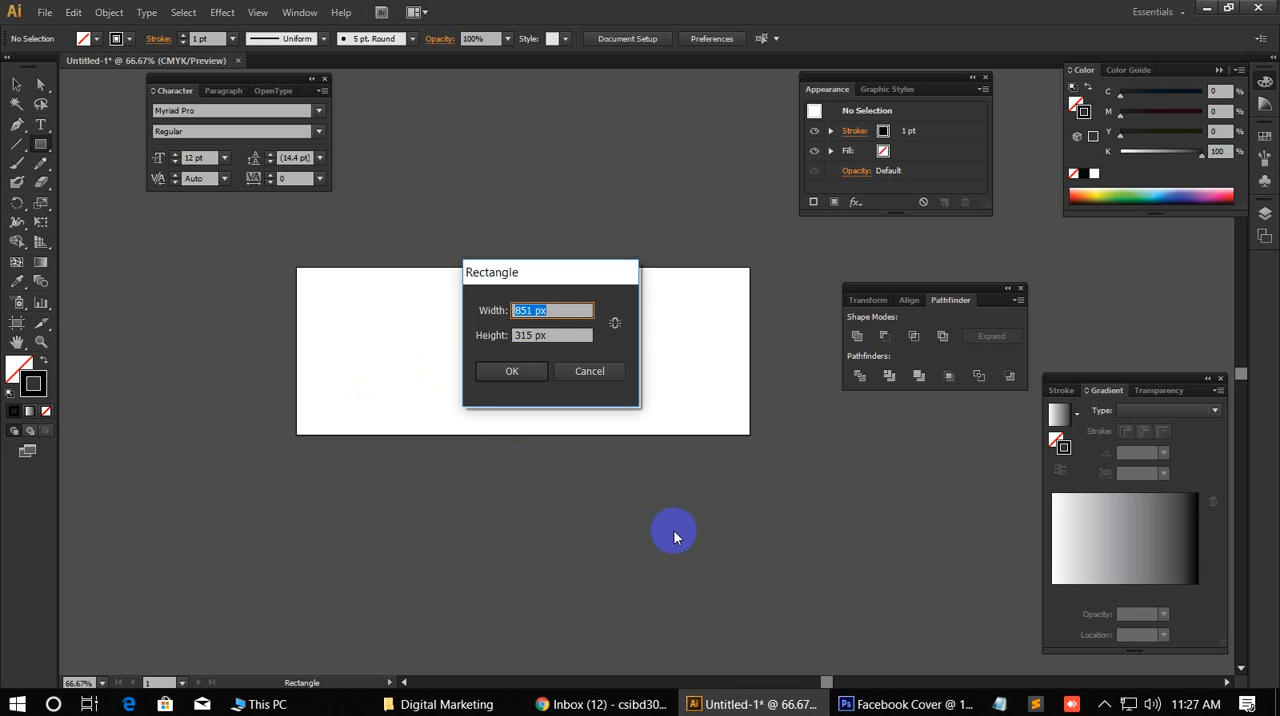 Ai File Edit Object Type Select Effect View Window Help Br Essentials
No Selection Stroke: 1 pt Uniform 5 pt. Round Opacity: 100% Style: Document Setup Preferences
Untitled-1* @ 66.67% (CMYK/Preview) ×
Character Paragraph OpenType
Myriad Pro
Regular
12 pt (14.4 pt)
Auto 0
Appearance Graphic Styles
No Selection
Stroke: 1 pt
Fill:
Opacity: Default
fx
Color Color Guide
C 0 %
M 0 %
Y 0 %
K 100 %
Rectangle
Width: 851 px
Height: 315 px
OK Cancel
Transform Align Pathfinder
Shape Modes:
Expand
Pathfinders:
Stroke Gradient Transparency
Type:
Stroke:
Opacity:
Location:
66.67% 1 Rectangle
This PC Digital Marketing Inbox (12) - csibd30... Ai Untitled-1* @ 66.67... Ps Facebook Cover @ 1... 11:27 AM